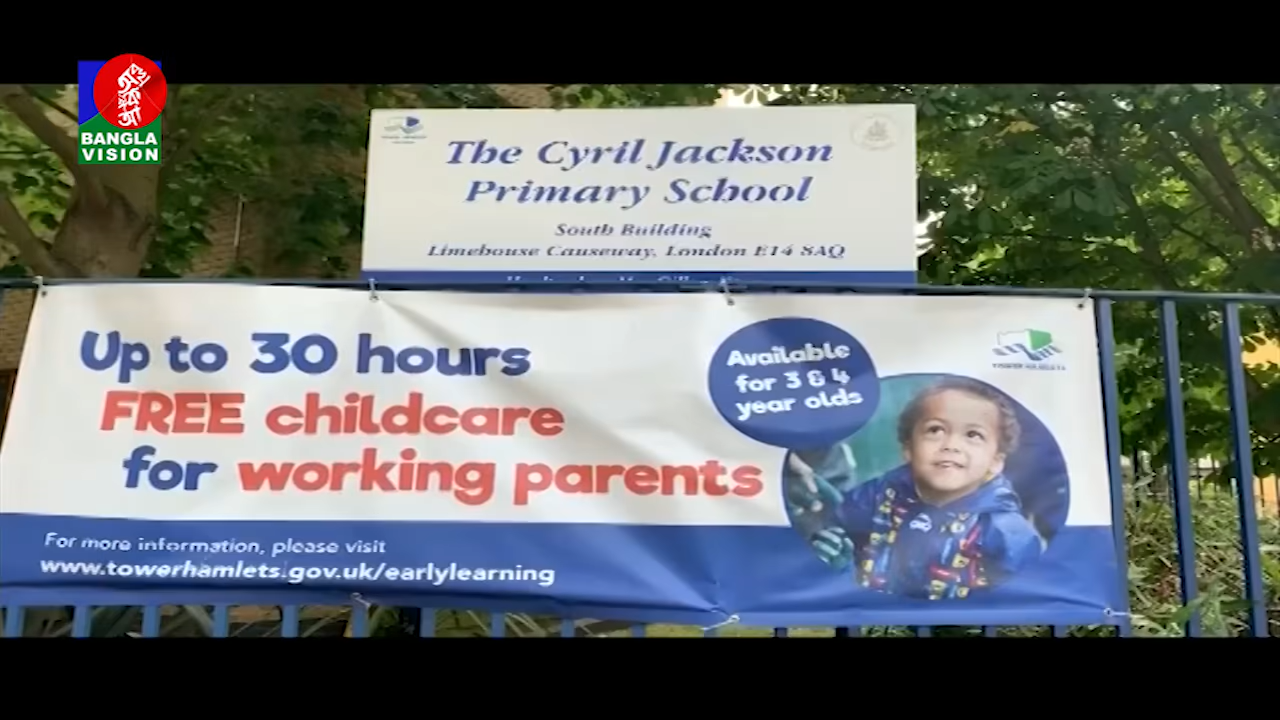 BANGLA
VISION
The Cyril Jackson
Primary School
South Building
Limehouse Causeway, London E14 8AQ
Up to 30 hours
FREE childcare
for working parents
Available
for 3 & 4
year olds
For more information, please visit
www.towerhamlets.gov.uk/earlylearning